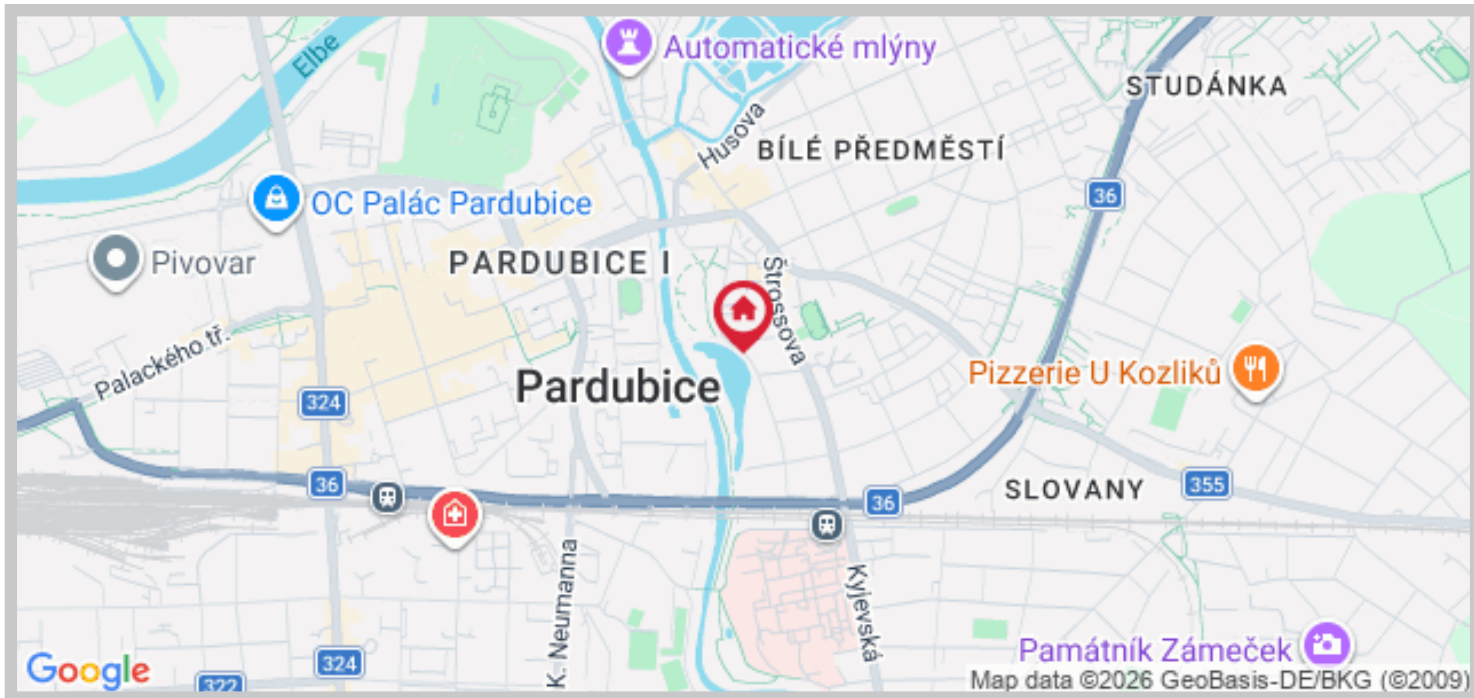 Elbe
Automatické mlýny
STUDÁNKA
Husova
BÍLÉ PŘEDMĚSTÍ
36
OC Palác Pardubice
Pivovar
PARDUBICE I
Štrossova
Palackého tř.
Pardubice
Pizzerie U Kozliků
324
36
36
SLOVANY
355
K. Neumanna
Kyjevská
Památník Zámeček
324
322
Google
Map data ©2026 GeoBasis-DE/BKG (©2009)